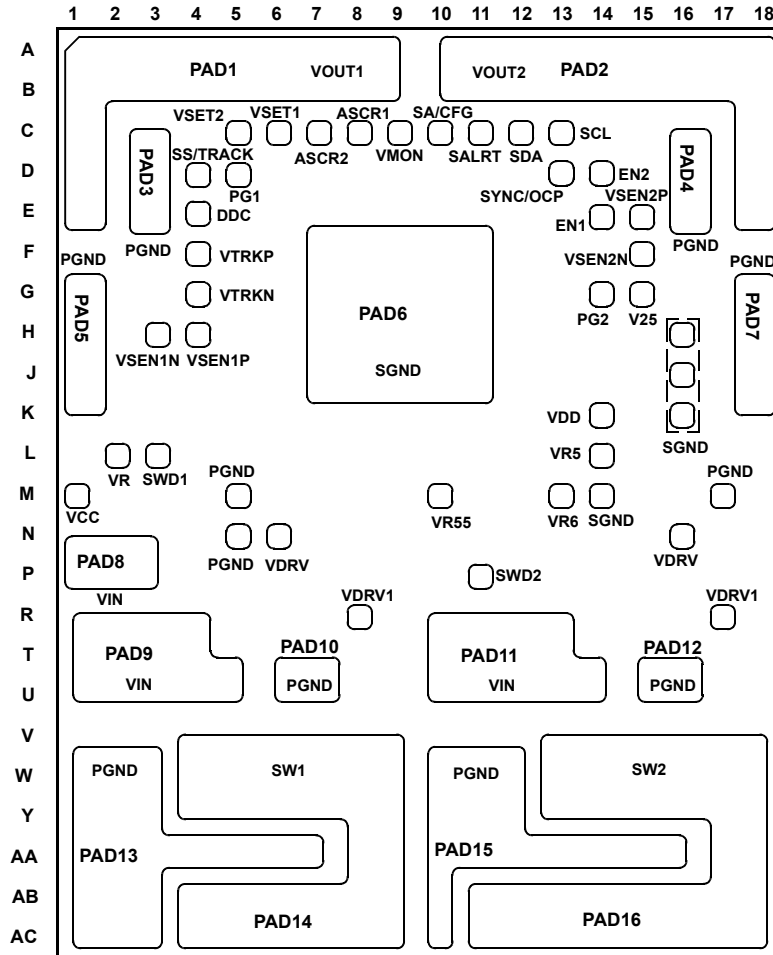 1 2 3 4 5 6 7 8 9 10 11 12 13 14 15 16 17 18
A
PAD1 VOUT1 VOUT2 PAD2
B
VSET2 VSET1 ASCR1 SA/CFG
C
SCL
SS/TRACK ASCR2 VMON SALRT SDA
PAD3
PAD4
D
EN2
PG1 SYNC/OCP VSEN2P
E
DDC EN1
PGND PGND PGND PGND
F
VTRKP VSEN2N
G
VTRKN PG2 V25
PAD5
PAD6
PAD7
H
VSEN1N VSEN1P
J
SGND
K
VDD
SGND
L
VR5
VR SWD1 PGND PGND
M
VCC VR55 VR6 SGND
N
PAD8 PGND VDRV VDRV
P
SWD2
VIN VDRV1 VDRV1
R
PAD10 PAD12
T
PAD9 PAD11
VIN PGND VIN PGND
U
V
W
PGND SW1 PGND SW2
Y
AA
PAD13 PAD15
AB
PAD14 PAD16
AC